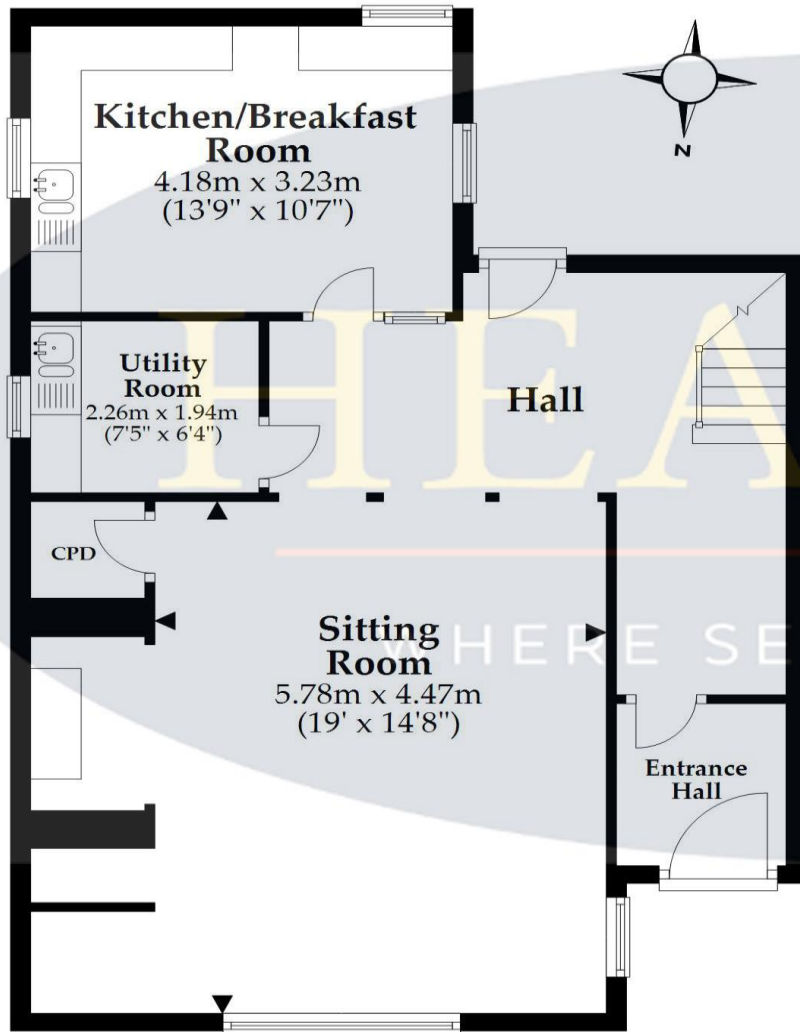 Kitchen/Breakfast
Room
4.18m x 3.23m
(13'9" x 10'7")
N
Utility
Room
2.26m x 1.94m
(7'5" x 6'4")
Hall
N
CPD
Sitting
Room
5.78m x 4.47m
(19' x 14'8")
Entrance
Hall
HEA
WHERE SE